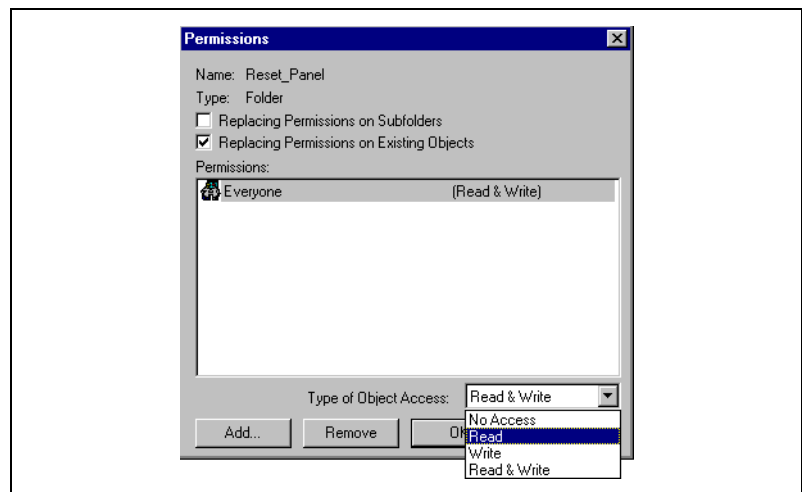 Permissions
Name: Reset_Panel
Type: Folder
Replacing Permissions on Subfolders
Replacing Permissions on Existing Objects
Permissions:
Everyone (Read & Write)
Type of Object Access: Read & Write
No Access
Read
Write
Read & Write
Add... Remove